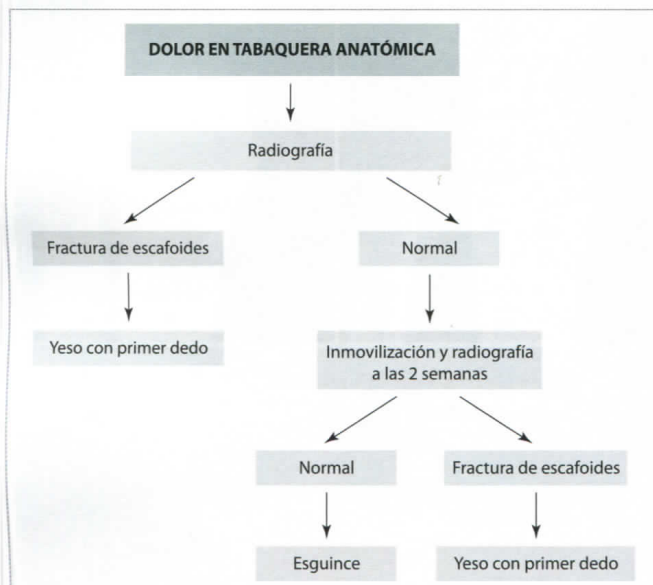 DOLOR EN TABAQUERA ANATÓMICA
Radiografía
Fractura de escafoides
Normal
Yeso con primer dedo
Inmovilización y radiografía
a las 2 semanas
Normal
Fractura de escafoides
Esguince
Yeso con primer dedo